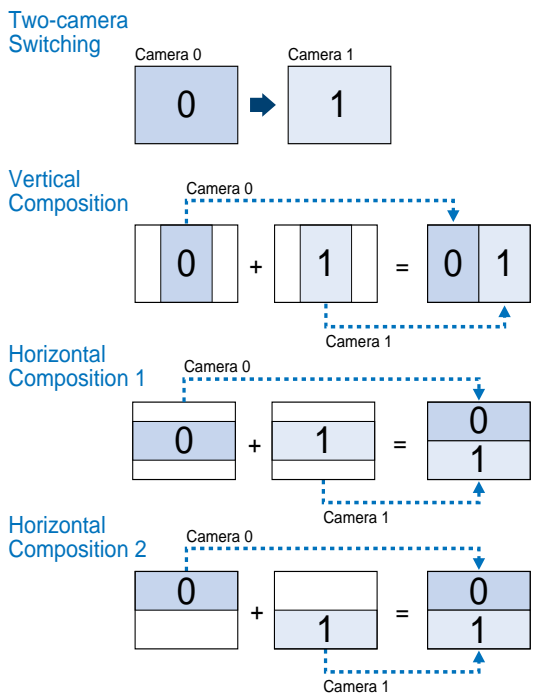 Two-camera
Switching
Camera 0
Camera 1
0
1
Vertical
Composition
Camera 0
0
+
1
=
0
1
Camera 1
Horizontal
Composition 1
Camera 0
0
+
1
=
0
1
Camera 1
Horizontal
Composition 2
Camera 0
0
+
1
=
0
1
Camera 1